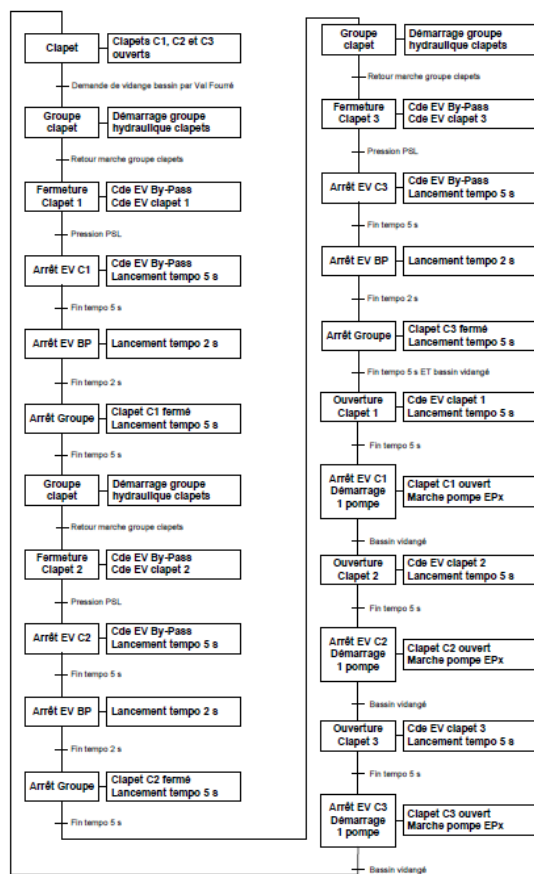 Clapet
Clapets C1, C2 et C3
ouverts
Demande de vidange bassin par Val Fourré
Groupe
clapet
Démarrage groupe
hydraulique clapets
Retour marche groupe clapets
Fermeture
Clapet 1
Cde EV By-Pass
Cde EV clapet 1
Pression PSL
Arrêt EV C1
Cde EV By-Pass
Lancement tempo 5 s
Fin tempo 5 s
Arrêt EV BP
Lancement tempo 2 s
Fin tempo 2 s
Arrêt Groupe
Clapet C1 fermé
Lancement tempo 5 s
Fin tempo 5 s
Groupe
clapet
Démarrage groupe
hydraulique clapets
Retour marche groupe clapets
Fermeture
Clapet 2
Cde EV By-Pass
Cde EV clapet 2
Pression PSL
Arrêt EV C2
Cde EV By-Pass
Lancement tempo 5 s
Fin tempo 5 s
Arrêt EV BP
Lancement tempo 2 s
Fin tempo 2 s
Arrêt Groupe
Clapet C2 fermé
Lancement tempo 5 s
Fin tempo 5 s
Groupe
clapet
Démarrage groupe
hydraulique clapets
Retour marche groupe clapets
Fermeture
Clapet 3
Cde EV By-Pass
Cde EV clapet 3
Pression PSL
Arrêt EV C3
Cde EV By-Pass
Lancement tempo 5 s
Fin tempo 5 s
Arrêt EV BP
Lancement tempo 2 s
Fin tempo 2 s
Arrêt Groupe
Clapet C3 fermé
Lancement tempo 5 s
Fin tempo 5 s ET bassin vidangé
Ouverture
Clapet 1
Cde EV clapet 1
Lancement tempo 5 s
Fin tempo 5 s
Arrêt EV C1
Démarrage
1 pompe
Clapet C1 ouvert
Marche pompe EPx
Bassin vidangé
Ouverture
Clapet 2
Cde EV clapet 2
Lancement tempo 5 s
Fin tempo 5 s
Arrêt EV C2
Démarrage
1 pompe
Clapet C2 ouvert
Marche pompe EPx
Bassin vidangé
Ouverture
Clapet 3
Cde EV clapet 3
Lancement tempo 5 s
Fin tempo 5 s
Arrêt EV C3
Démarrage
1 pompe
Clapet C3 ouvert
Marche pompe EPx
Bassin vidangé